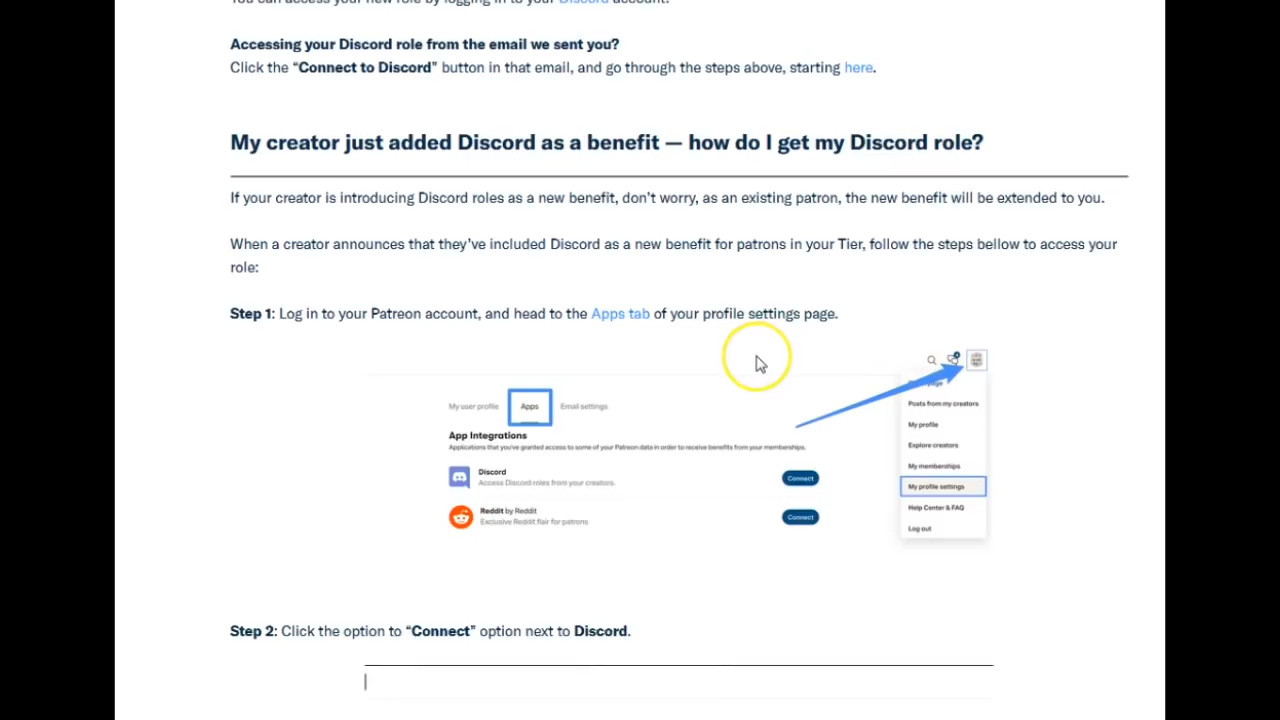 You can access your new role by logging in to your Discord account.
Accessing your Discord role from the email we sent you?
Click the “Connect to Discord” button in that email, and go through the steps above, starting here.
My creator just added Discord as a benefit — how do I get my Discord role?
If your creator is introducing Discord roles as a new benefit, don’t worry, as an existing patron, the new benefit will be extended to you.
When a creator announces that they’ve included Discord as a new benefit for patrons in your Tier, follow the steps bellow to access your
role:
Step 1: Log in to your Patreon account, and head to the Apps tab of your profile settings page.
My user profile Apps Email settings
App Integrations
Applications that you've granted access to some of your Patreon data in order to receive benefits from your memberships.
Discord
Access Discord roles from your creators.
Connect
Reddit by Reddit
Exclusive Reddit flair for patrons
Connect
page
Posts from my creators
My profile
Explore creators
My memberships
My profile settings
Help Center & FAQ
Log out
Step 2: Click the option to “Connect” option next to Discord.